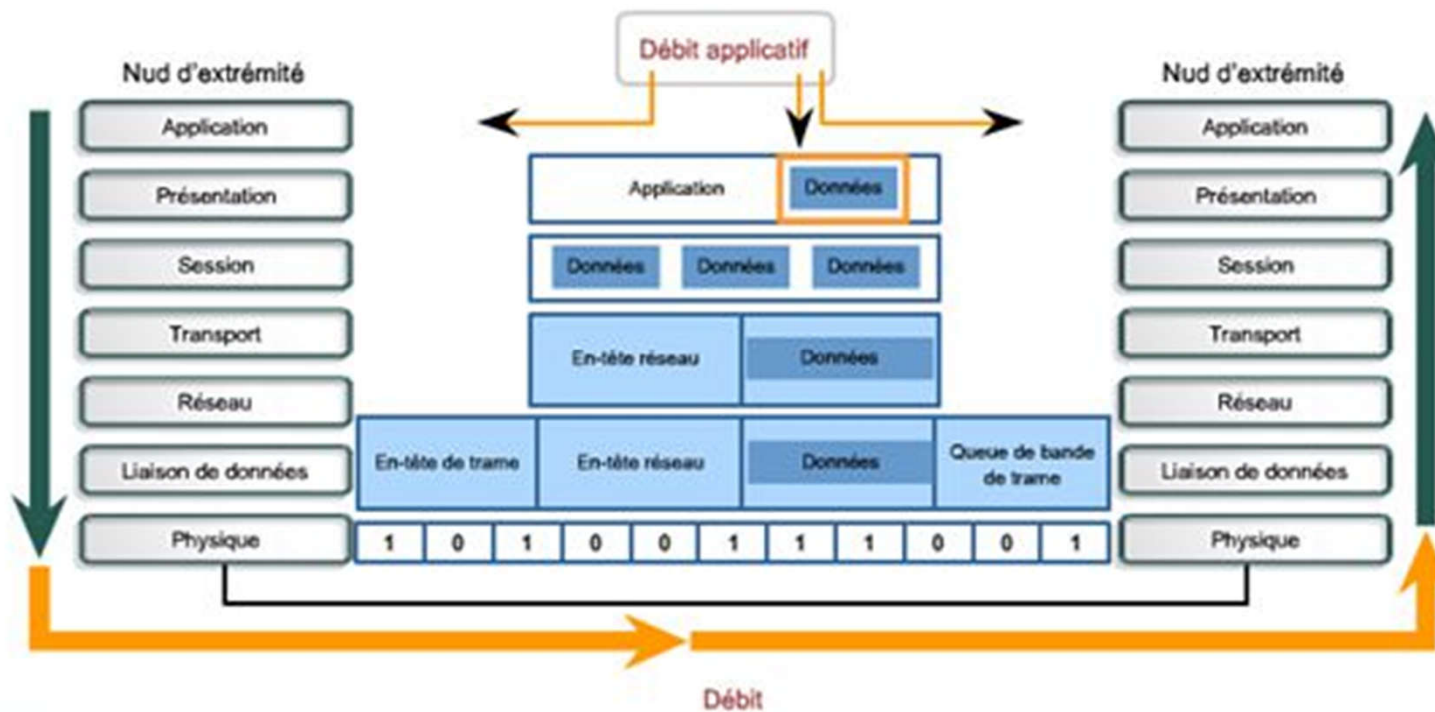 Débit applicatif
Nud d'extrémité
Application
Présentation
Session
Transport
Réseau
Liaison de données
Physique
Application Données
Données Données Données
En-tête réseau Données
En-tête de trame En-tête réseau Données Queue de bande
de trame
1 0 1 0 0 1 1 1 0 0 1
Nud d'extrémité
Application
Présentation
Session
Transport
Réseau
Liaison de données
Physique
Débit